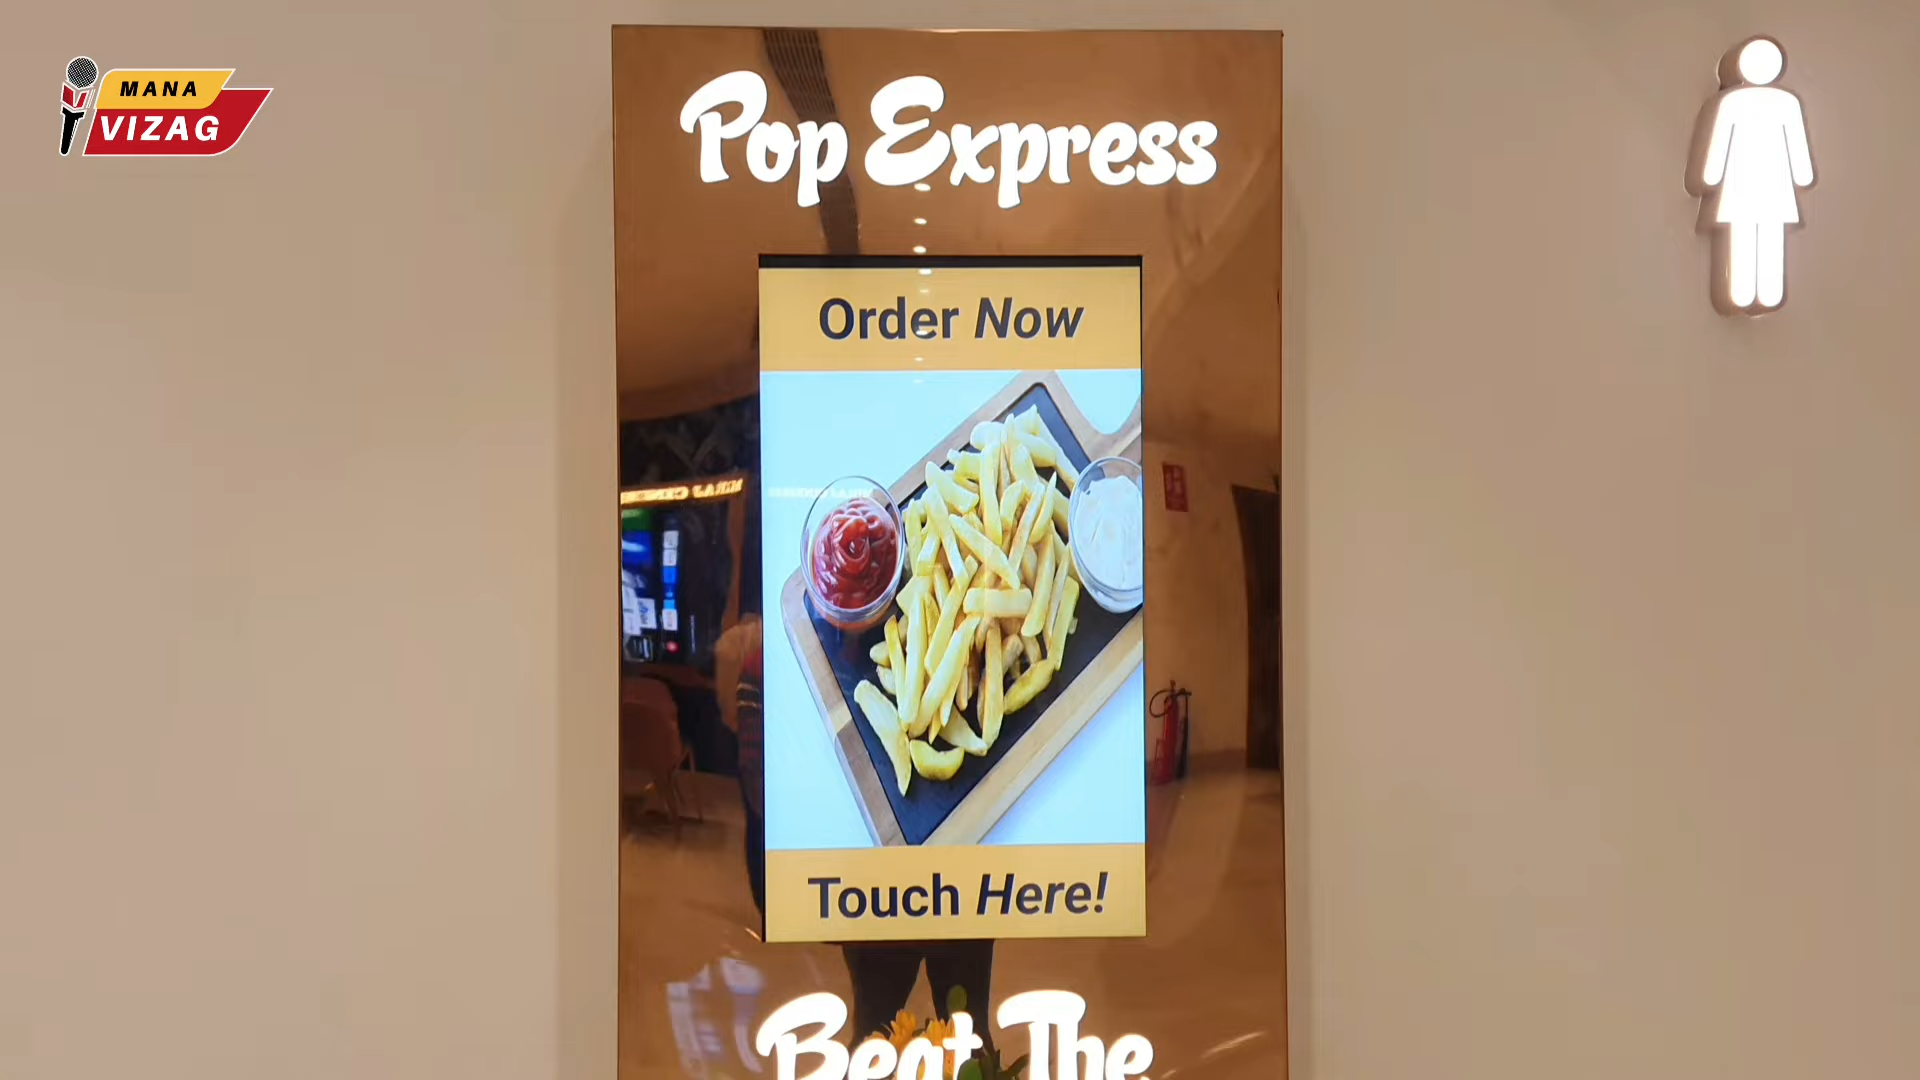 MANA
VIZAG
Pop Express
Order Now
Touch Here!
Beat The